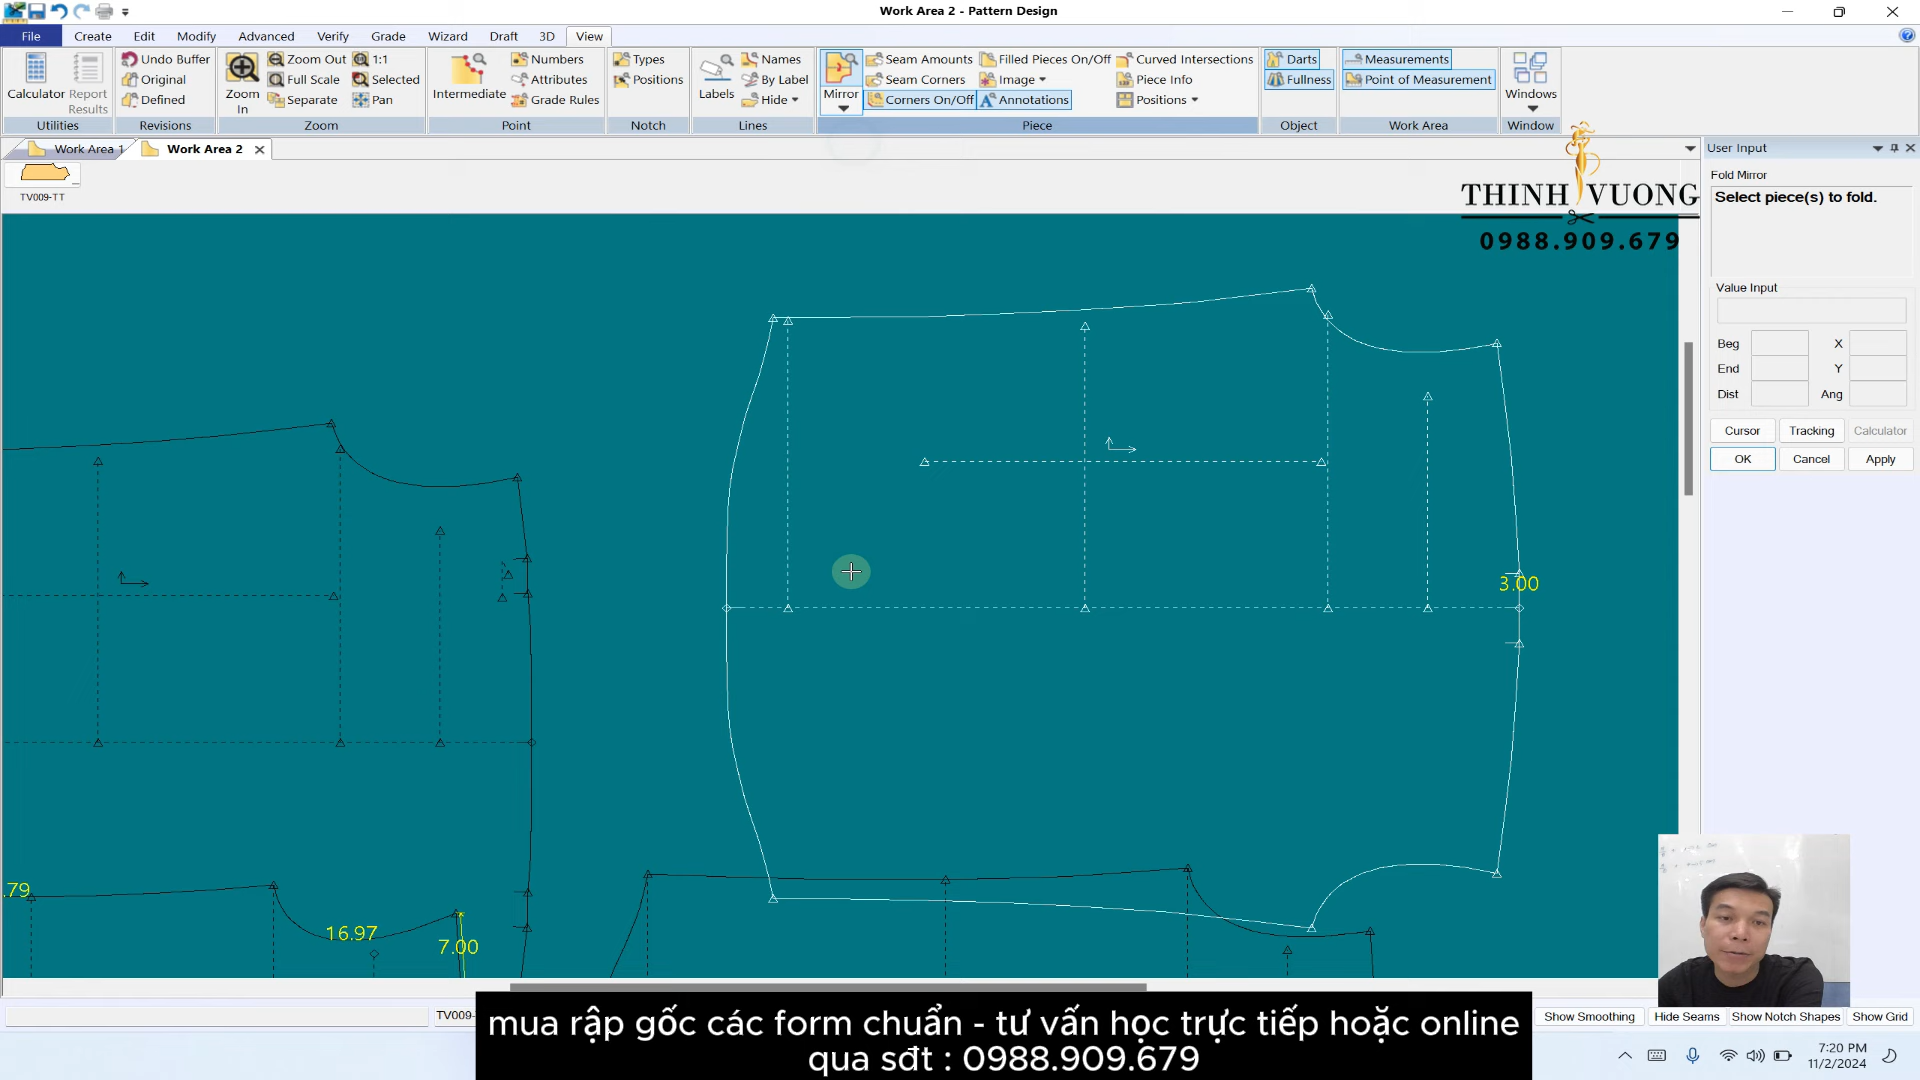 Work Area 2 - Pattern Design
File Create Edit Modify Advanced Verify Grade Wizard Draft 3D View
Calculator Report Results
Utilities
Undo Buffer
Original
Defined
Revisions
Zoom In
Zoom Out 1:1
Full Scale Selected
Separate Pan
Zoom
Intermediate
Numbers
Attributes
Grade Rules
Point
Types
Positions
Notch
Labels
Names
By Label
Hide
Lines
Mirror
Seam Amounts Filled Pieces On/Off Curved Intersections
Seam Corners Image Piece Info
Corners On/Off Annotations Positions
Piece
Darts
Fullness
Object
Measurements
Point of Measurement
Work Area
Windows
Window
Work Area 1 Work Area 2
TV009-TT
THINH VUONG
0988.909.679
User Input
Fold Mirror
Select piece(s) to fold.
Value Input
Beg X
End Y
Dist Ang
Cursor Tracking Calculator
OK Cancel Apply
3.00
.79
16.97
7.00
TV009-
Show Smoothing Hide Seams Show Notch Shapes Show Grid
mua rập gốc các form chuẩn - tư vấn học trực tiếp hoặc online
qua sđt : 0988.909.679
7:20 PM
11/2/2024